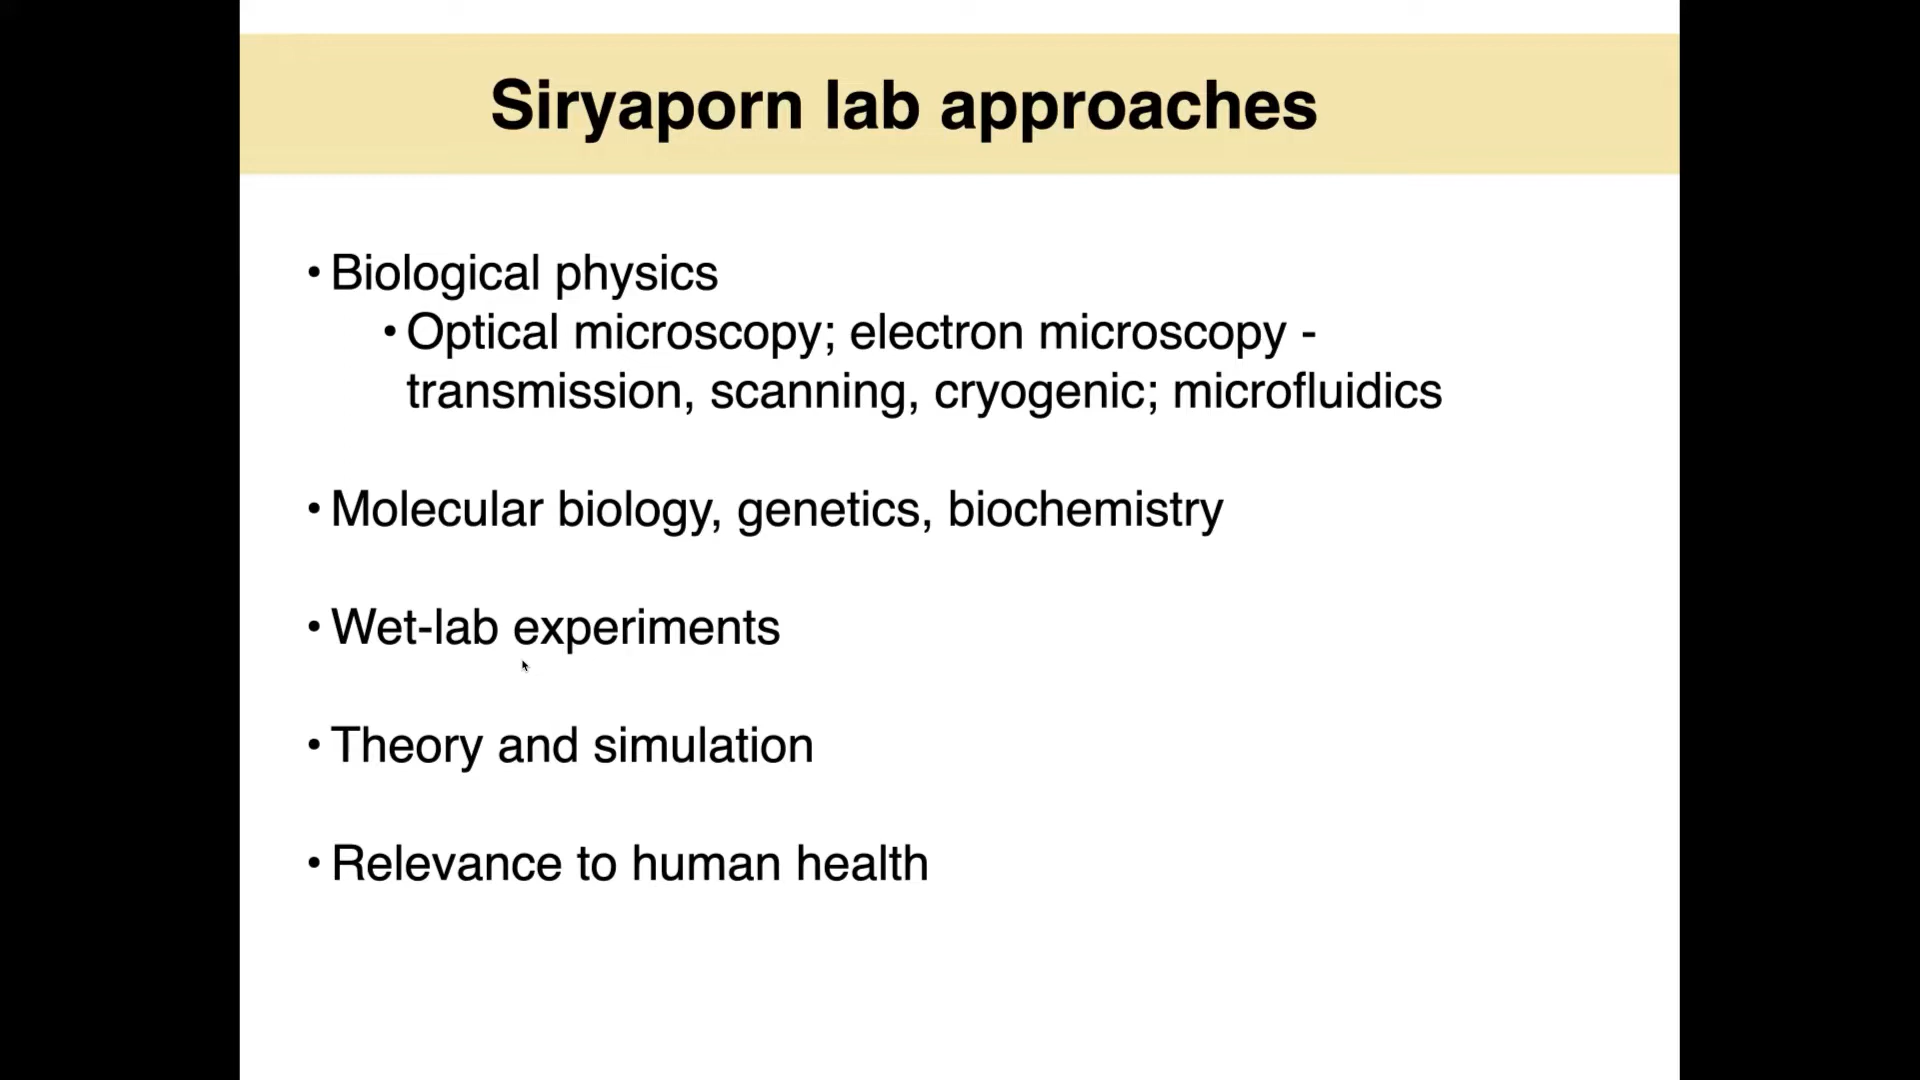 Siryaporn lab approaches
• Biological physics
• Optical microscopy; electron microscopy -
transmission, scanning, cryogenic; microfluidics
• Molecular biology, genetics, biochemistry
• Wet-lab experiments
• Theory and simulation
• Relevance to human health